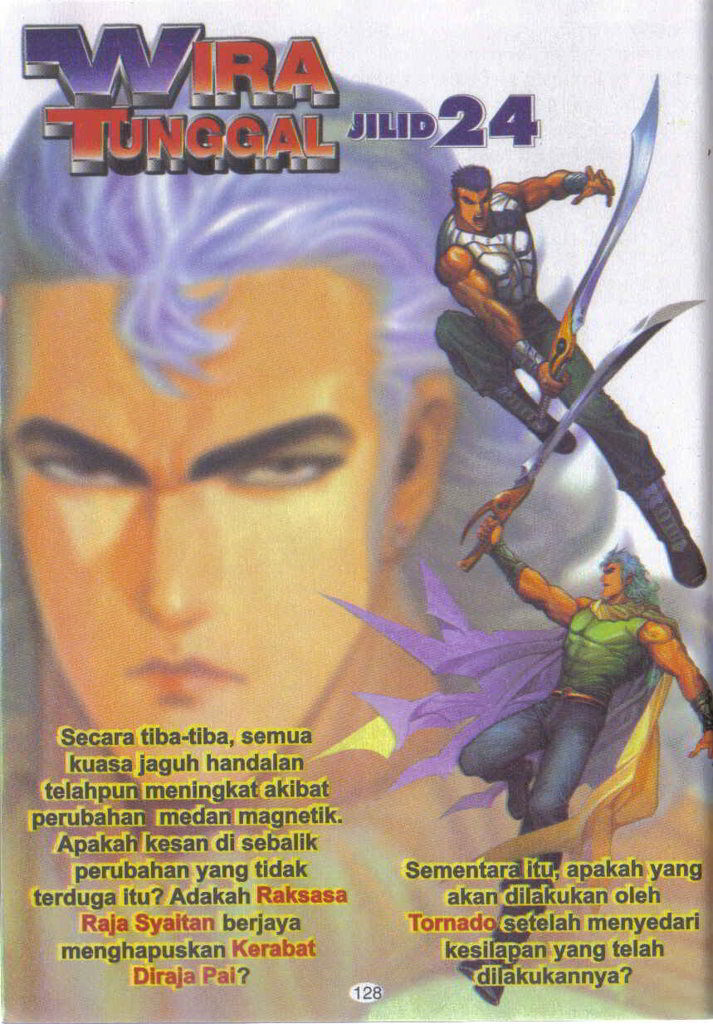 WIRA
TUNGGAL
JILID 24
Secara tiba-tiba, semua
kuasa jaguh handalan
telahpun meningkat akibat
perubahan medan magnetik.
Apakah kesan di sebalik
perubahan yang tidak
terduga itu? Adakah Raksasa
Raja Syaitan berjaya
menghapuskan Kerabat
Diraja Pai?
Sementara itu, apakah yang
akan dilakukan oleh
Tornado setelah menyedari
kesilapan yang telah
dilakukannya?
128